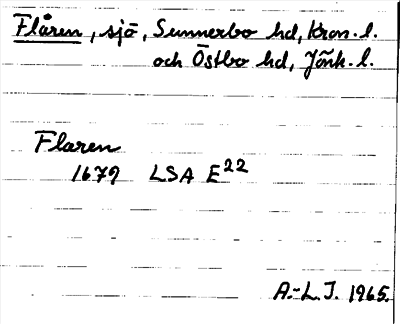 Flåren, sjö, Sunnerbo hd, Kron. l.
och Östbo hd, Jönk. l.
Flaren
1679 LSA E22
A.-L. J. 1965.